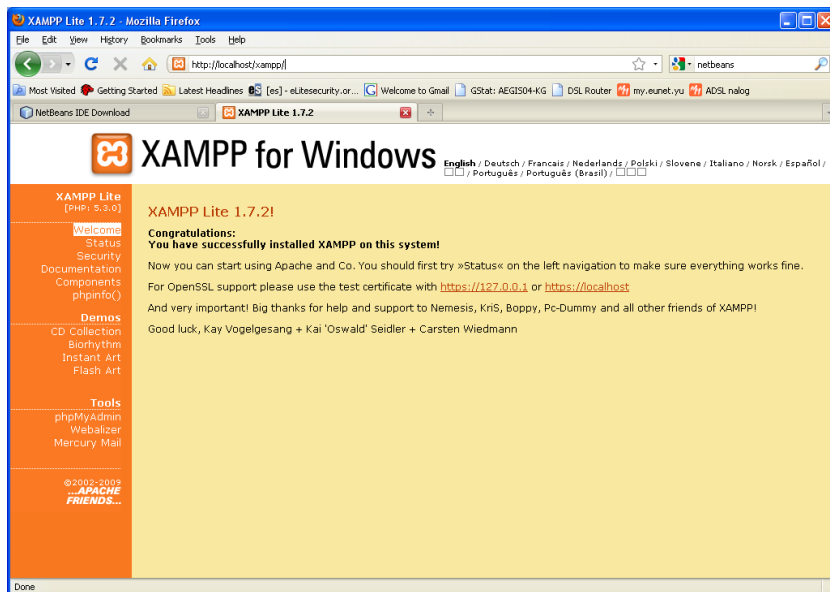 XAMPP Lite 1.7.2 - Mozilla Firefox
File Edit View History Bookmarks Tools Help
http://localhost/xampp/
netbeans
Most Visited Getting Started Latest Headlines [es] - eLitesecurity.or... Welcome to Gmail GStat: AEGIS04-KG DSL Router my.eunet.yu ADSL nalog
NetBeans IDE Download XAMPP Lite 1.7.2
XAMPP for Windows
English / Deutsch / Francais / Nederlands / Polski / Slovene / Italiano / Norsk / Español /
/ Português / Português (Brasil) /
XAMPP Lite
[PHP: 5.3.0]
Welcome
Status
Security
Documentation
Components
phpinfo()
Demos
CD Collection
Biorhythm
Instant Art
Flash Art
Tools
phpMyAdmin
Webalizer
Mercury Mail
©2002-2009
...APACHE
FRIENDS...
XAMPP Lite 1.7.2!
Congratulations:
You have successfully installed XAMPP on this system!
Now you can start using Apache and Co. You should first try »Status« on the left navigation to make sure everything works fine.
For OpenSSL support please use the test certificate with https://127.0.0.1 or https://localhost
And very important! Big thanks for help and support to Nemesis, KriS, Boppy, Pc-Dummy and all other friends of XAMPP!
Good luck, Kay Vogelgesang + Kai 'Oswald' Seidler + Carsten Wiedmann
Done